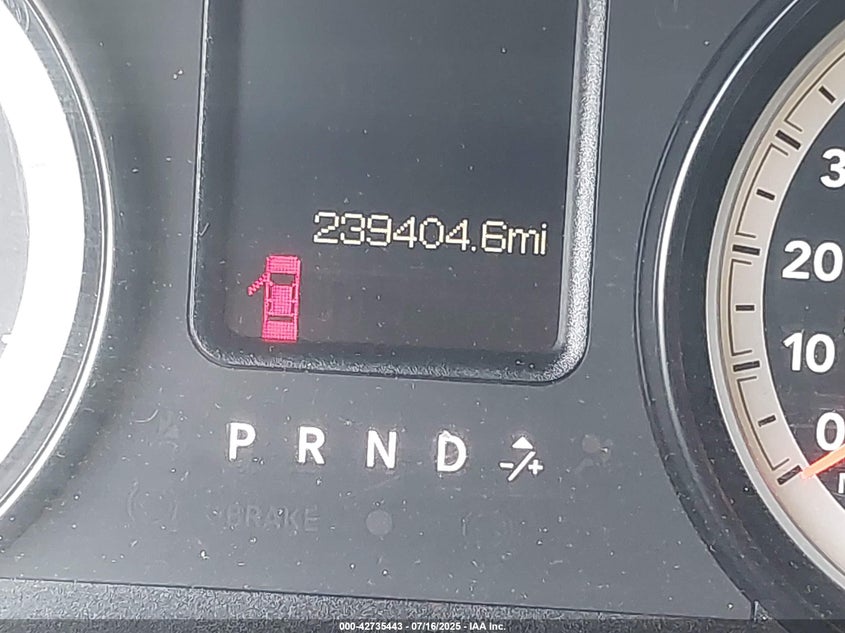 239404.6mi
P R N D -/+
BRAKE
3
20
10
0
000-42735443 - 07/16/2025 - IAA Inc.